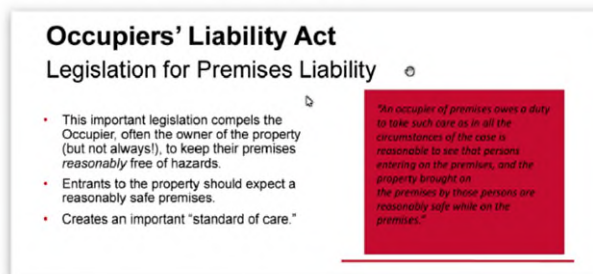 Occupiers' Liability Act
Legislation for Premises Liability
• This important legislation compels the
Occupier, often the owner of the property
(but not always!), to keep their premises
reasonably free of hazards.
• Entrants to the property should expect a
reasonably safe premises.
• Creates an important "standard of care."
"An occupier of premises owes a duty
to take such care as in all the
circumstances of the case is
reasonable to see that persons
entering on the premises, and the
property brought on
the premises by those persons are
reasonably safe while on the
premises."